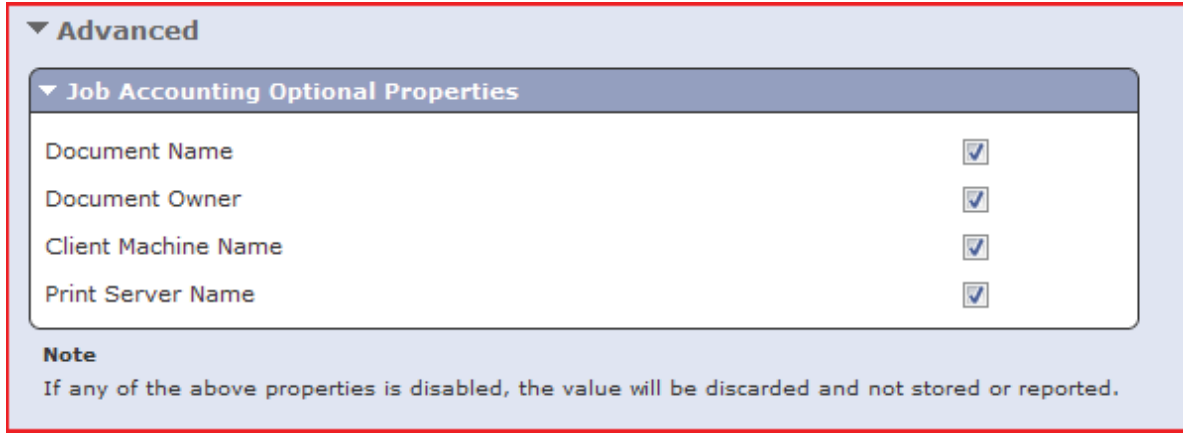 Advanced
Job Accounting Optional Properties
Document Name
Document Owner
Client Machine Name
Print Server Name
Note
If any of the above properties is disabled, the value will be discarded and not stored or reported.